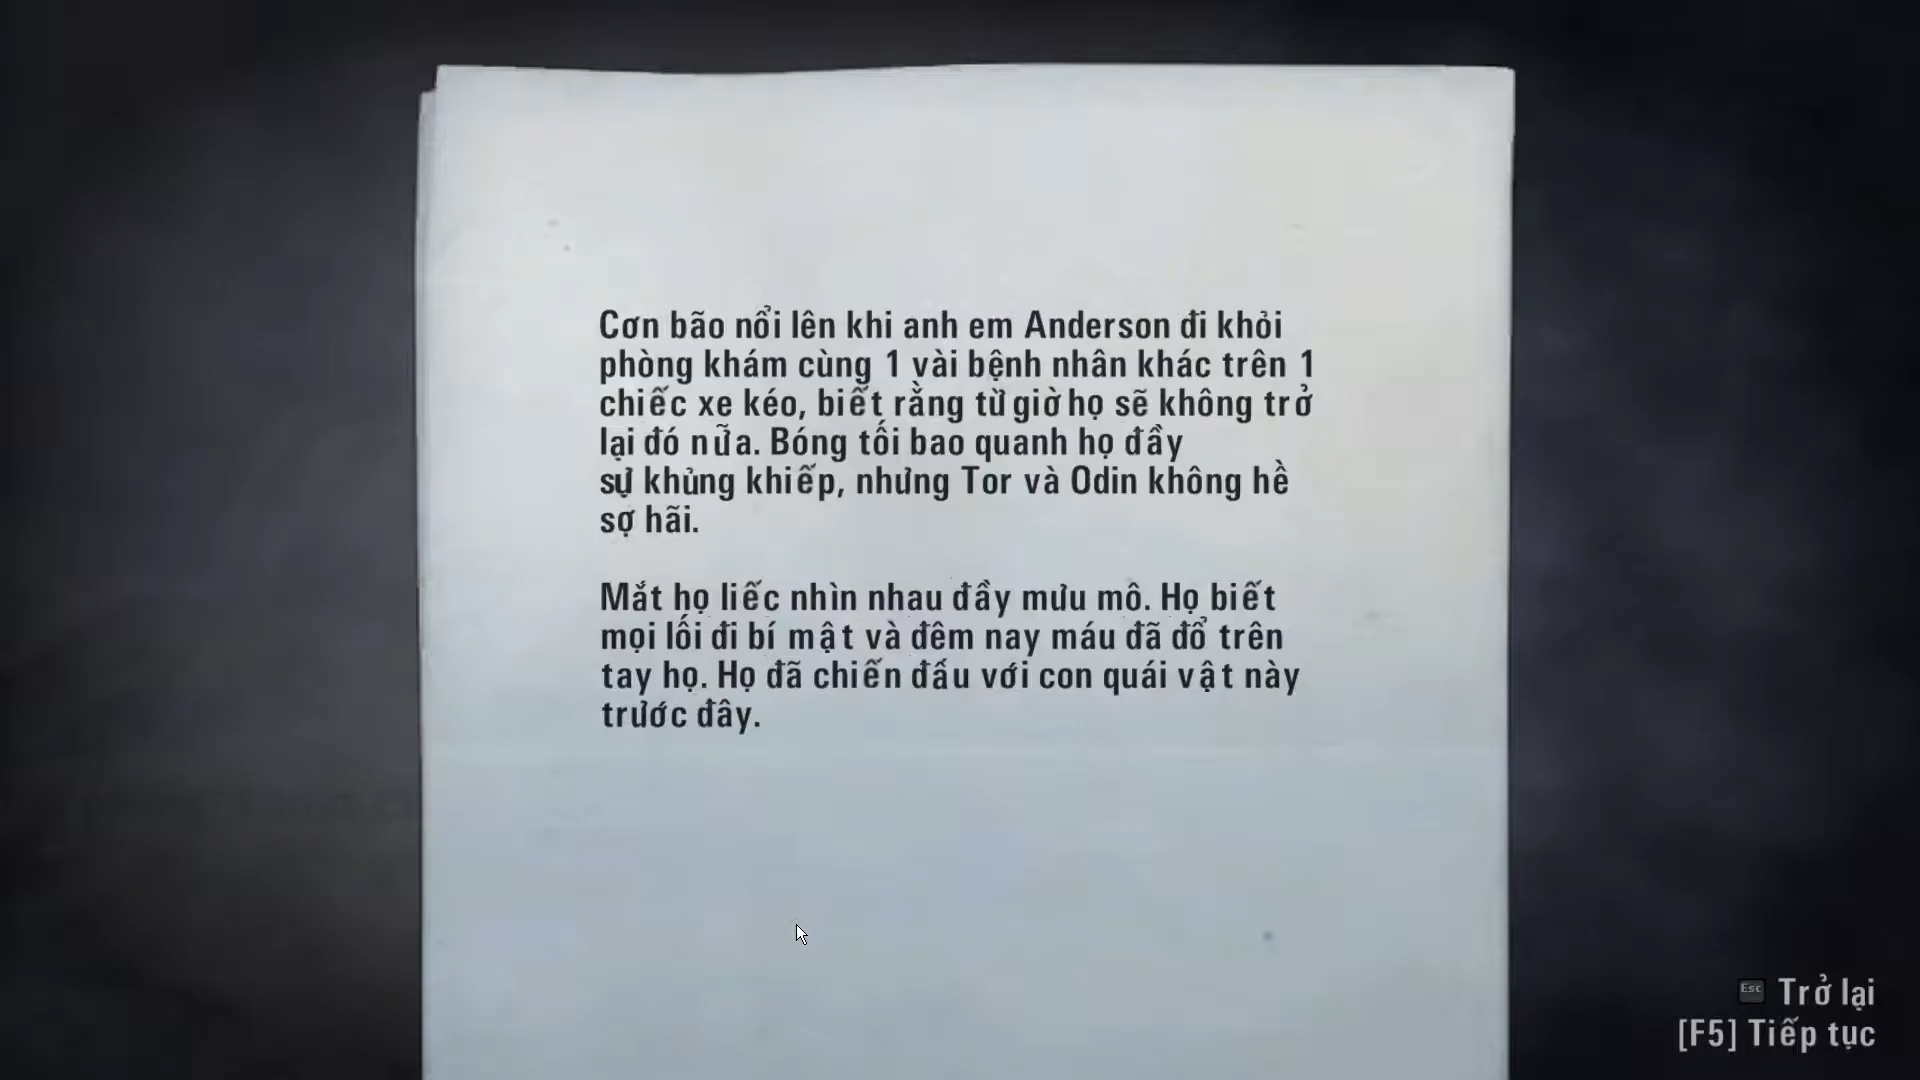 Cơn bão nổi lên khi anh em Anderson đi khỏi
phòng khám cùng 1 vài bệnh nhân khác trên 1
chiếc xe kéo, biết rằng từ giờ họ sẽ không trở
lại đó nữa. Bóng tối bao quanh họ đầy
sự khủng khiếp, nhưng Tor và Odin không hề
sợ hãi.
Mắt họ liếc nhìn nhau đầy mưu mô. Họ biết
mọi lối đi bí mật và đêm nay máu đã đổ trên
tay họ. Họ đã chiến đấu với con quái vật này
trước đây.
Esc Trở lại
[F5] Tiếp tục